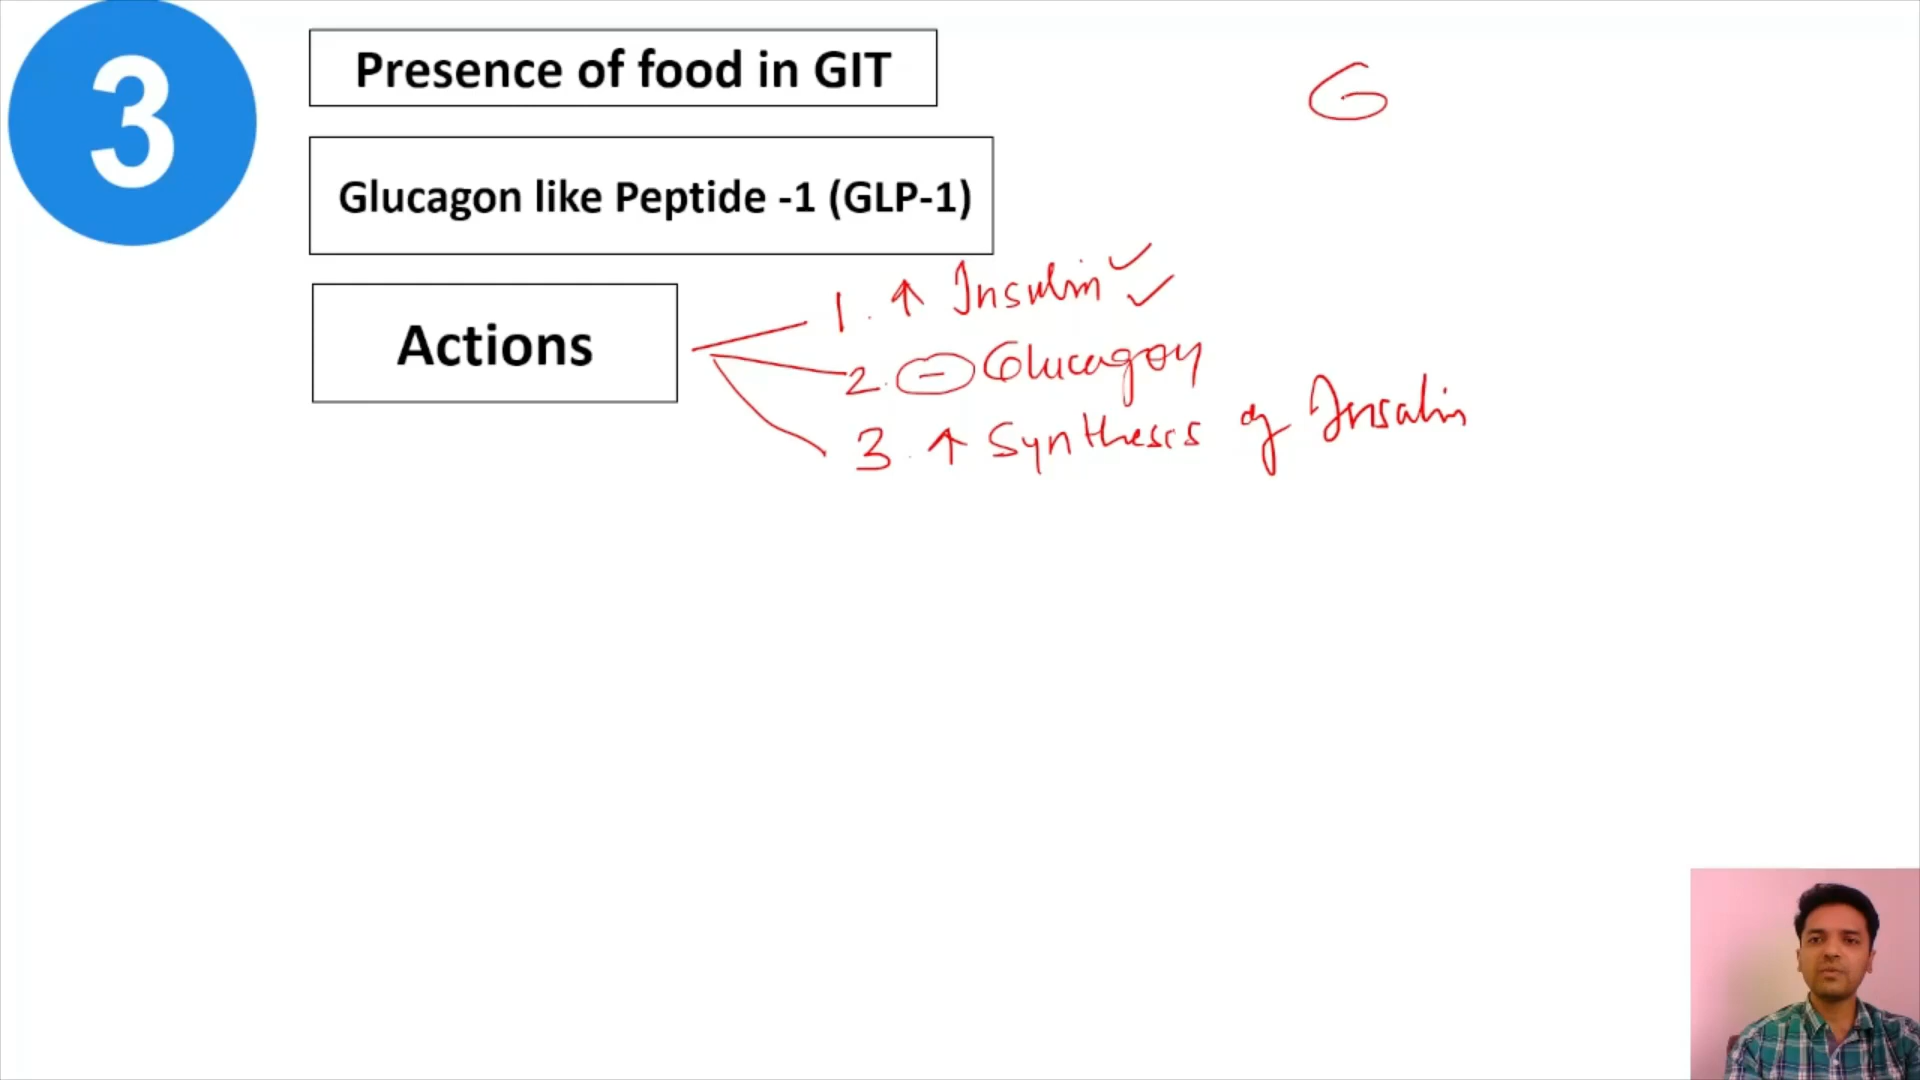 3
Presence of food in GIT
G
Glucagon like Peptide -1 (GLP-1)
Actions
1. ↑ Insulin ✓✓
2. ⊖ Glucagon
3. ↑ Synthesis of Insulin